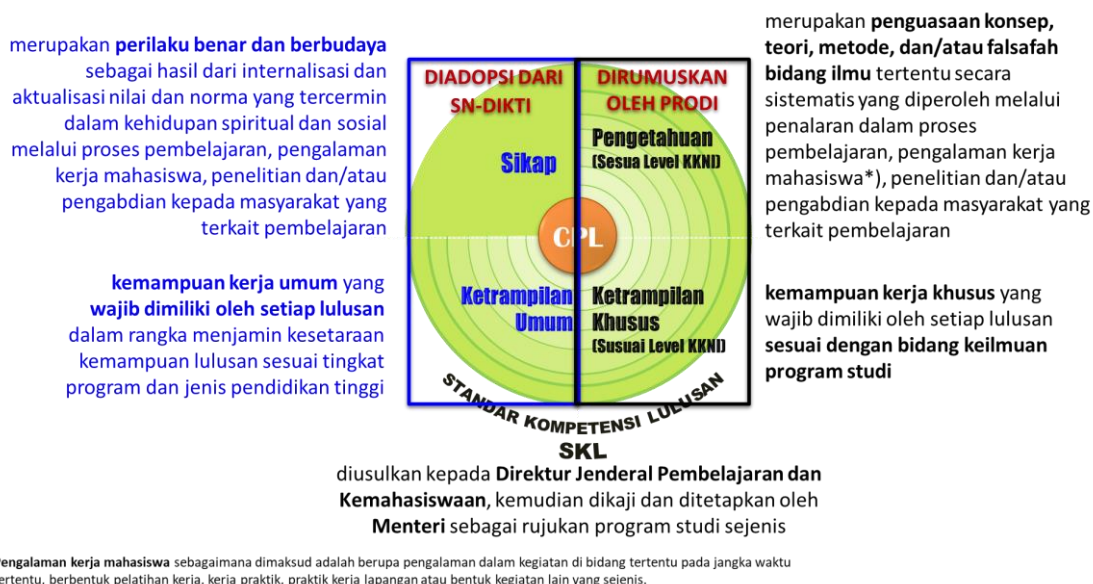 merupakan perilaku benar dan berbudaya
sebagai hasil dari internalisasi dan
aktualisasi nilai dan norma yang tercermin
dalam kehidupan spiritual dan sosial
melalui proses pembelajaran, pengalaman
kerja mahasiswa, penelitian dan/atau
pengabdian kepada masyarakat yang
terkait pembelajaran
kemampuan kerja umum yang
wajib dimiliki oleh setiap lulusan
dalam rangka menjamin kesetaraan
kemampuan lulusan sesuai tingkat
program dan jenis pendidikan tinggi
DIADOPSI DARI
SN-DIKTI
Sikap
Ketrampilan
Umum
CPL
DIRUMUSKAN
OLEH PRODI
Pengetahuan
(Sesua Level KKNI)
Ketrampilan
Khusus
(Susuai Level KKNI)
STANDAR KOMPETENSI LULUSAN
SKL
merupakan penguasaan konsep,
teori, metode, dan/atau falsafah
bidang ilmu tertentu secara
sistematis yang diperoleh melalui
penalaran dalam proses
pembelajaran, pengalaman kerja
mahasiswa*), penelitian dan/atau
pengabdian kepada masyarakat yang
terkait pembelajaran
kemampuan kerja khusus yang
wajib dimiliki oleh setiap lulusan
sesuai dengan bidang keilmuan
program studi
diusulkan kepada Direktur Jenderal Pembelajaran dan
Kemahasiswaan, kemudian dikaji dan ditetapkan oleh
Menteri sebagai rujukan program studi sejenis
Pengalaman kerja mahasiswa sebagaimana dimaksud adalah berupa pengalaman dalam kegiatan di bidang tertentu pada jangka waktu
tertentu, berbentuk pelatihan kerja, kerja praktik, praktik kerja lapangan atau bentuk kegiatan lain yang sejenis.